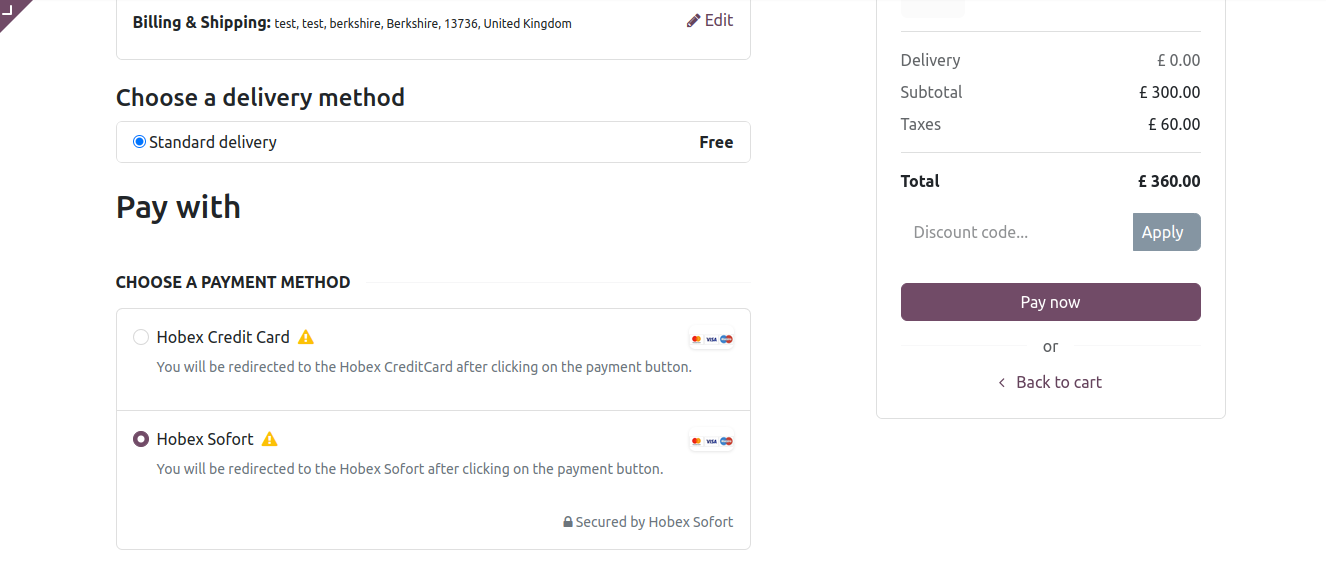 Billing & Shipping: test, test, berkshire, Berkshire, 13736, United Kingdom
Edit
Choose a delivery method
Standard delivery
Free
Pay with
CHOOSE A PAYMENT METHOD
Hobex Credit Card
VISA
You will be redirected to the Hobex CreditCard after clicking on the payment button.
Hobex Sofort
VISA
You will be redirected to the Hobex Sofort after clicking on the payment button.
Secured by Hobex Sofort
Delivery £ 0.00
Subtotal £ 300.00
Taxes £ 60.00
Total £ 360.00
Discount code...
Apply
Pay now
or
Back to cart